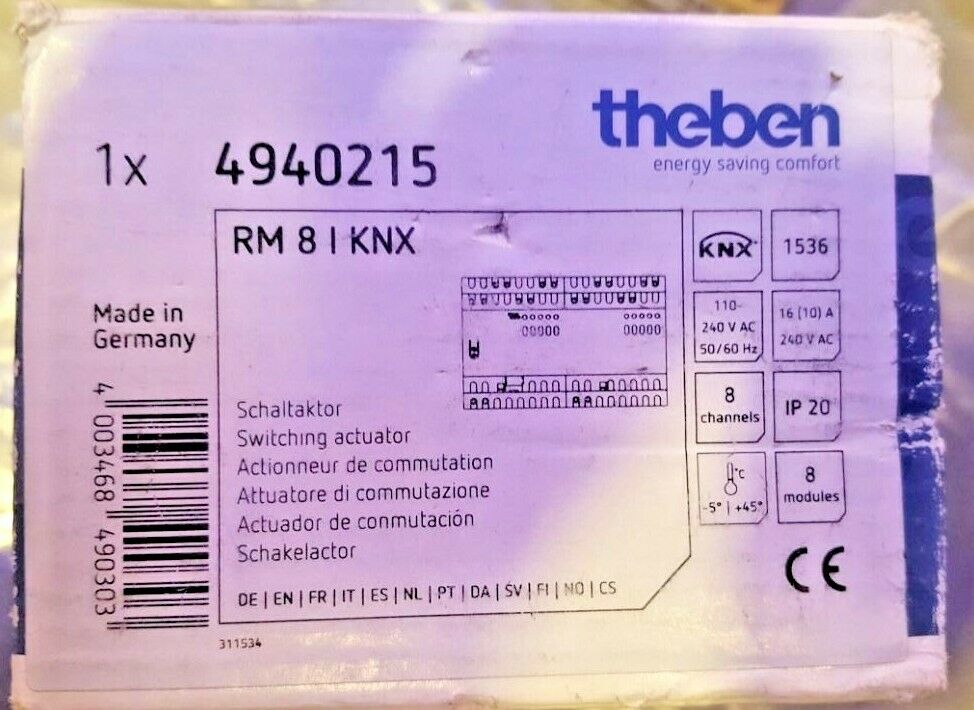 theben
energy saving comfort
1x 4940215
RM 8 I KNX
KNX
1536
Made in
Germany
110-
240 V AC
50/60 Hz
16 (10) A
240 V AC
8
channels
IP 20
°C
-5° | +45°
8
modules
Schaltaktor
Switching actuator
Actionneur de commutation
Attuatore di commutazione
Actuador de conmutación
Schakelactor
DE | EN | FR | IT | ES | NL | PT | DA | SV | FI | NO | CS
CE
311534
4 003468 490303